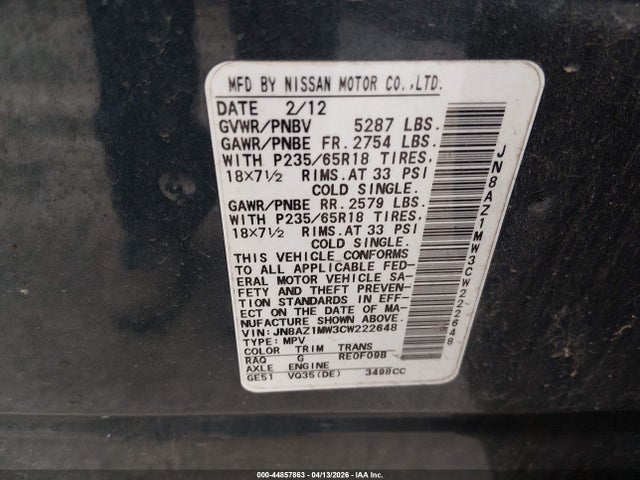 MFD BY NISSAN MOTOR CO.,LTD.
DATE 2/12
GVWR/PNBV 5287 LBS.
GAWR/PNBE FR. 2754 LBS.
WITH P235/65R18 TIRES,
18×7½ RIMS.AT 33 PSI
COLD SINGLE.
GAWR/PNBE RR. 2579 LBS.
WITH P235/65R18 TIRES,
18×7½ RIMS.AT 33 PSI
COLD SINGLE.
THIS VEHICLE CONFORMS
TO ALL APPLICABLE FED-
ERAL MOTOR VEHICLE SA-
FETY AND THEFT PREVEN-
TION STANDARDS IN EFF-
ECT ON THE DATE OF MA-
NUFACTURE SHOWN ABOVE.
VIN: JN8AZ1MW3CW222648
TYPE: MPV
COLOR TRIM TRANS
RAQ G RE0F09B
AXLE ENGINE
GE51 VQ35(DE) 3498CC
JN8AZ1MW3CW222648
000-44857863 | 04/13/2026 | IAA Inc.